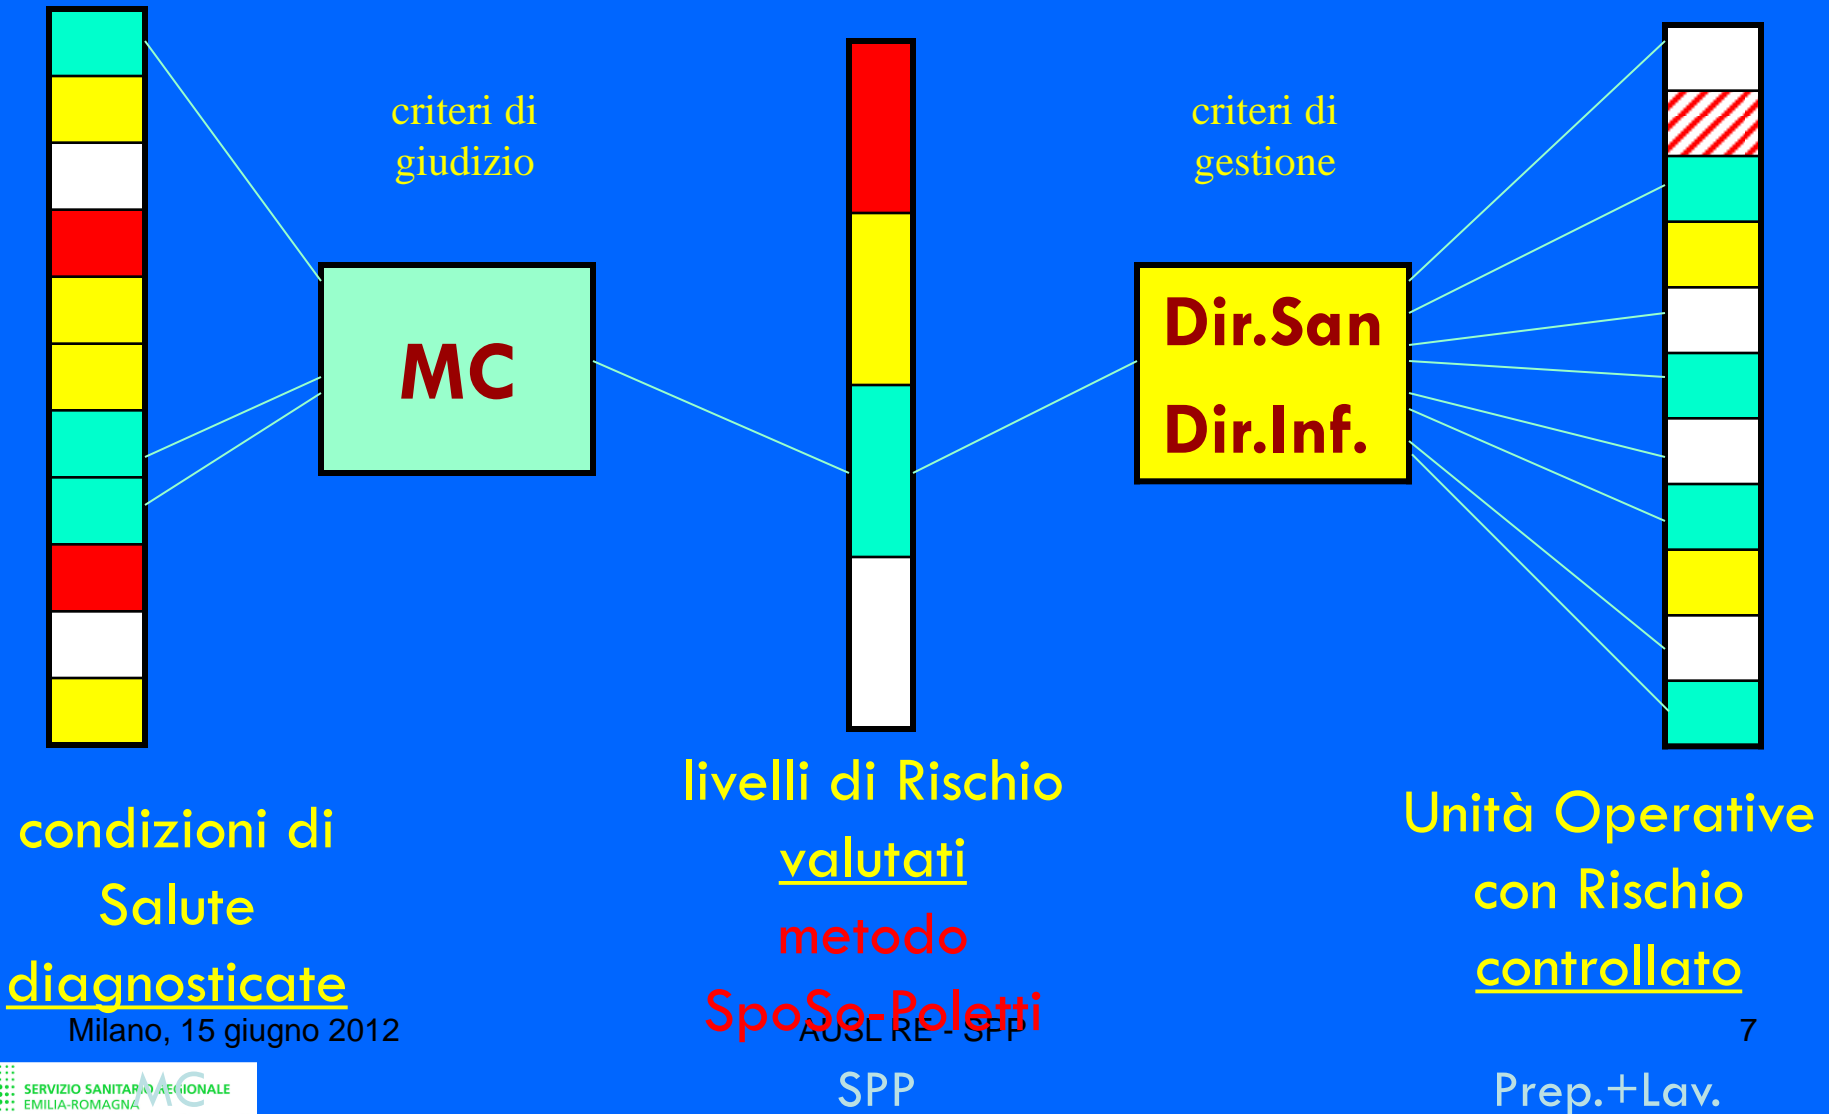 criteri di
giudizio
criteri di
gestione
MC
Dir.San
Dir.Inf.
condizioni di
Salute
diagnosticate
livelli di Rischio
valutati
metodo
SpoSo-Poletti
Unità Operative
con Rischio
controllato
Milano, 15 giugno 2012
AUSL RE - SPP
7
SERVIZIO SANITARIO REGIONALE
EMILIA-ROMAGNA
MC
SPP
Prep.+Lav.